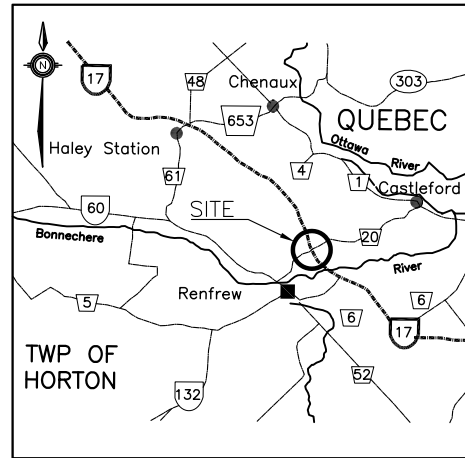 17
48
Chenaux
303
653
QUEBEC
N
Haley Station
Ottawa
River
4
1
61
Castleford
60
SITE
20
Bonnechere
River
Renfrew
5
6
6
17
TWP OF
HORTON
52
132